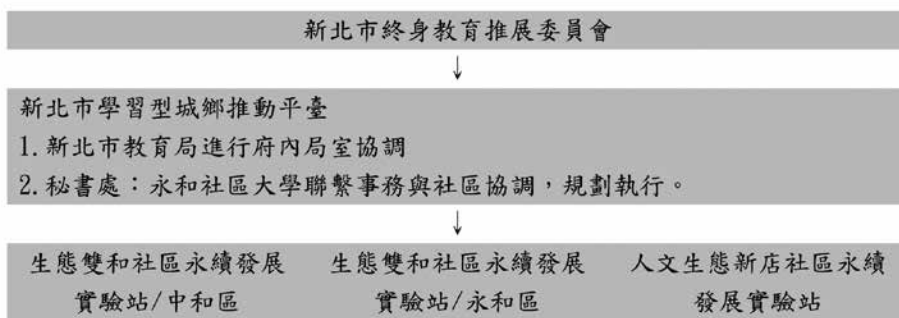 新北市終身教育推展委員會
↓
新北市學習型城鄉推動平臺
1.新北市教育局進行府內局室協調
2.秘書處：永和社區大學聯繫事務與社區協調，規劃執行。
↓
生態雙和社區永續發展
實驗站/中和區
生態雙和社區永續發展
實驗站/永和區
人文生態新店社區永續
發展實驗站